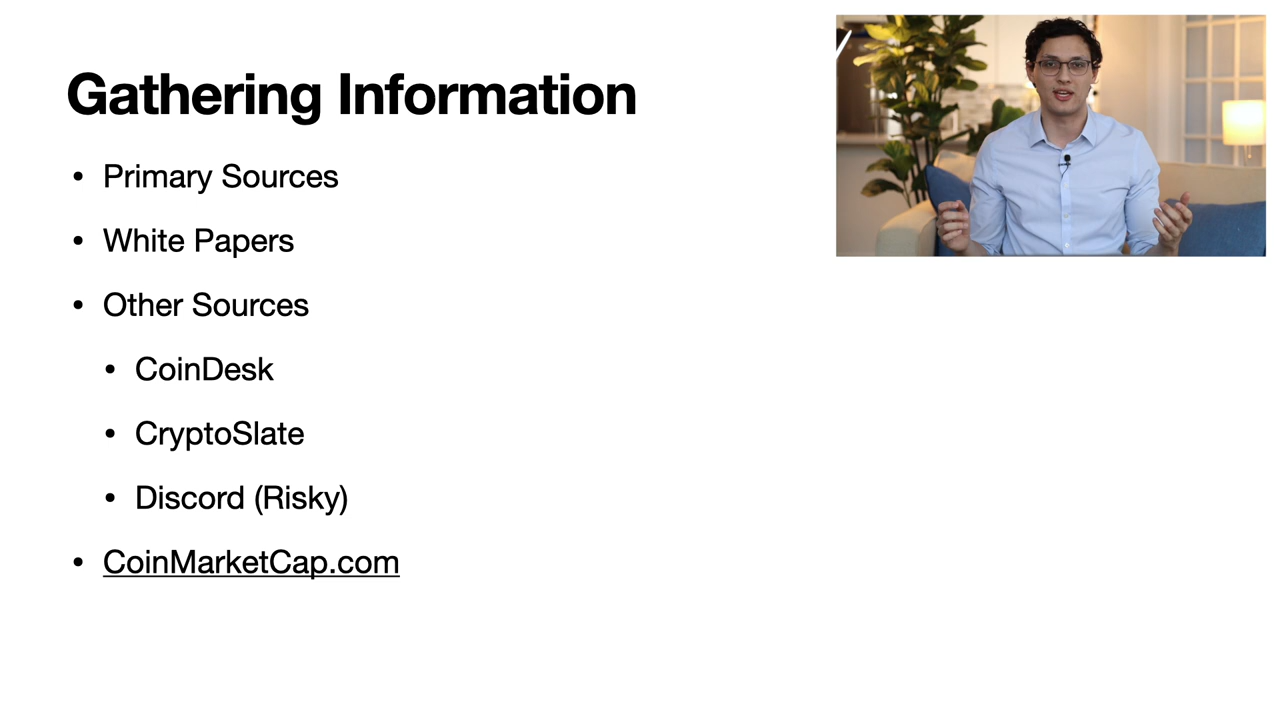 Gathering Information
• Primary Sources
• White Papers
• Other Sources
• CoinDesk
• CryptoSlate
• Discord (Risky)
• CoinMarketCap.com